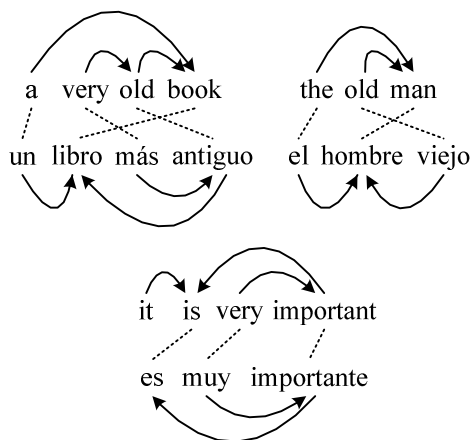 a very old book
un libro más antiguo
the old man
el hombre viejo
it is very important
es muy importante